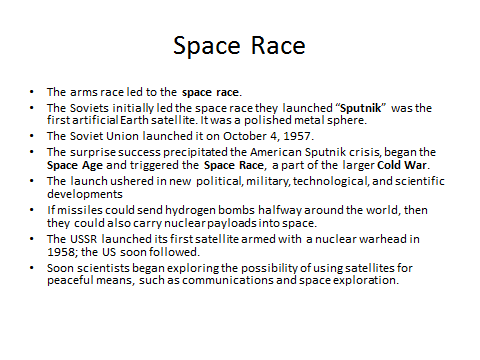 Space Race
• The arms race led to the space race.
• The Soviets initially led the space race they launched “Sputnik” was the
first artificial Earth satellite. It was a polished metal sphere.
• The Soviet Union launched it on October 4, 1957.
• The surprise success precipitated the American Sputnik crisis, began the
Space Age and triggered the Space Race, a part of the larger Cold War.
• The launch ushered in new political, military, technological, and scientific
developments
• If missiles could send hydrogen bombs halfway around the world, then
they could also carry nuclear payloads into space.
• The USSR launched its first satellite armed with a nuclear warhead in
1958; the US soon followed.
• Soon scientists began exploring the possibility of using satellites for
peaceful means, such as communications and space exploration.